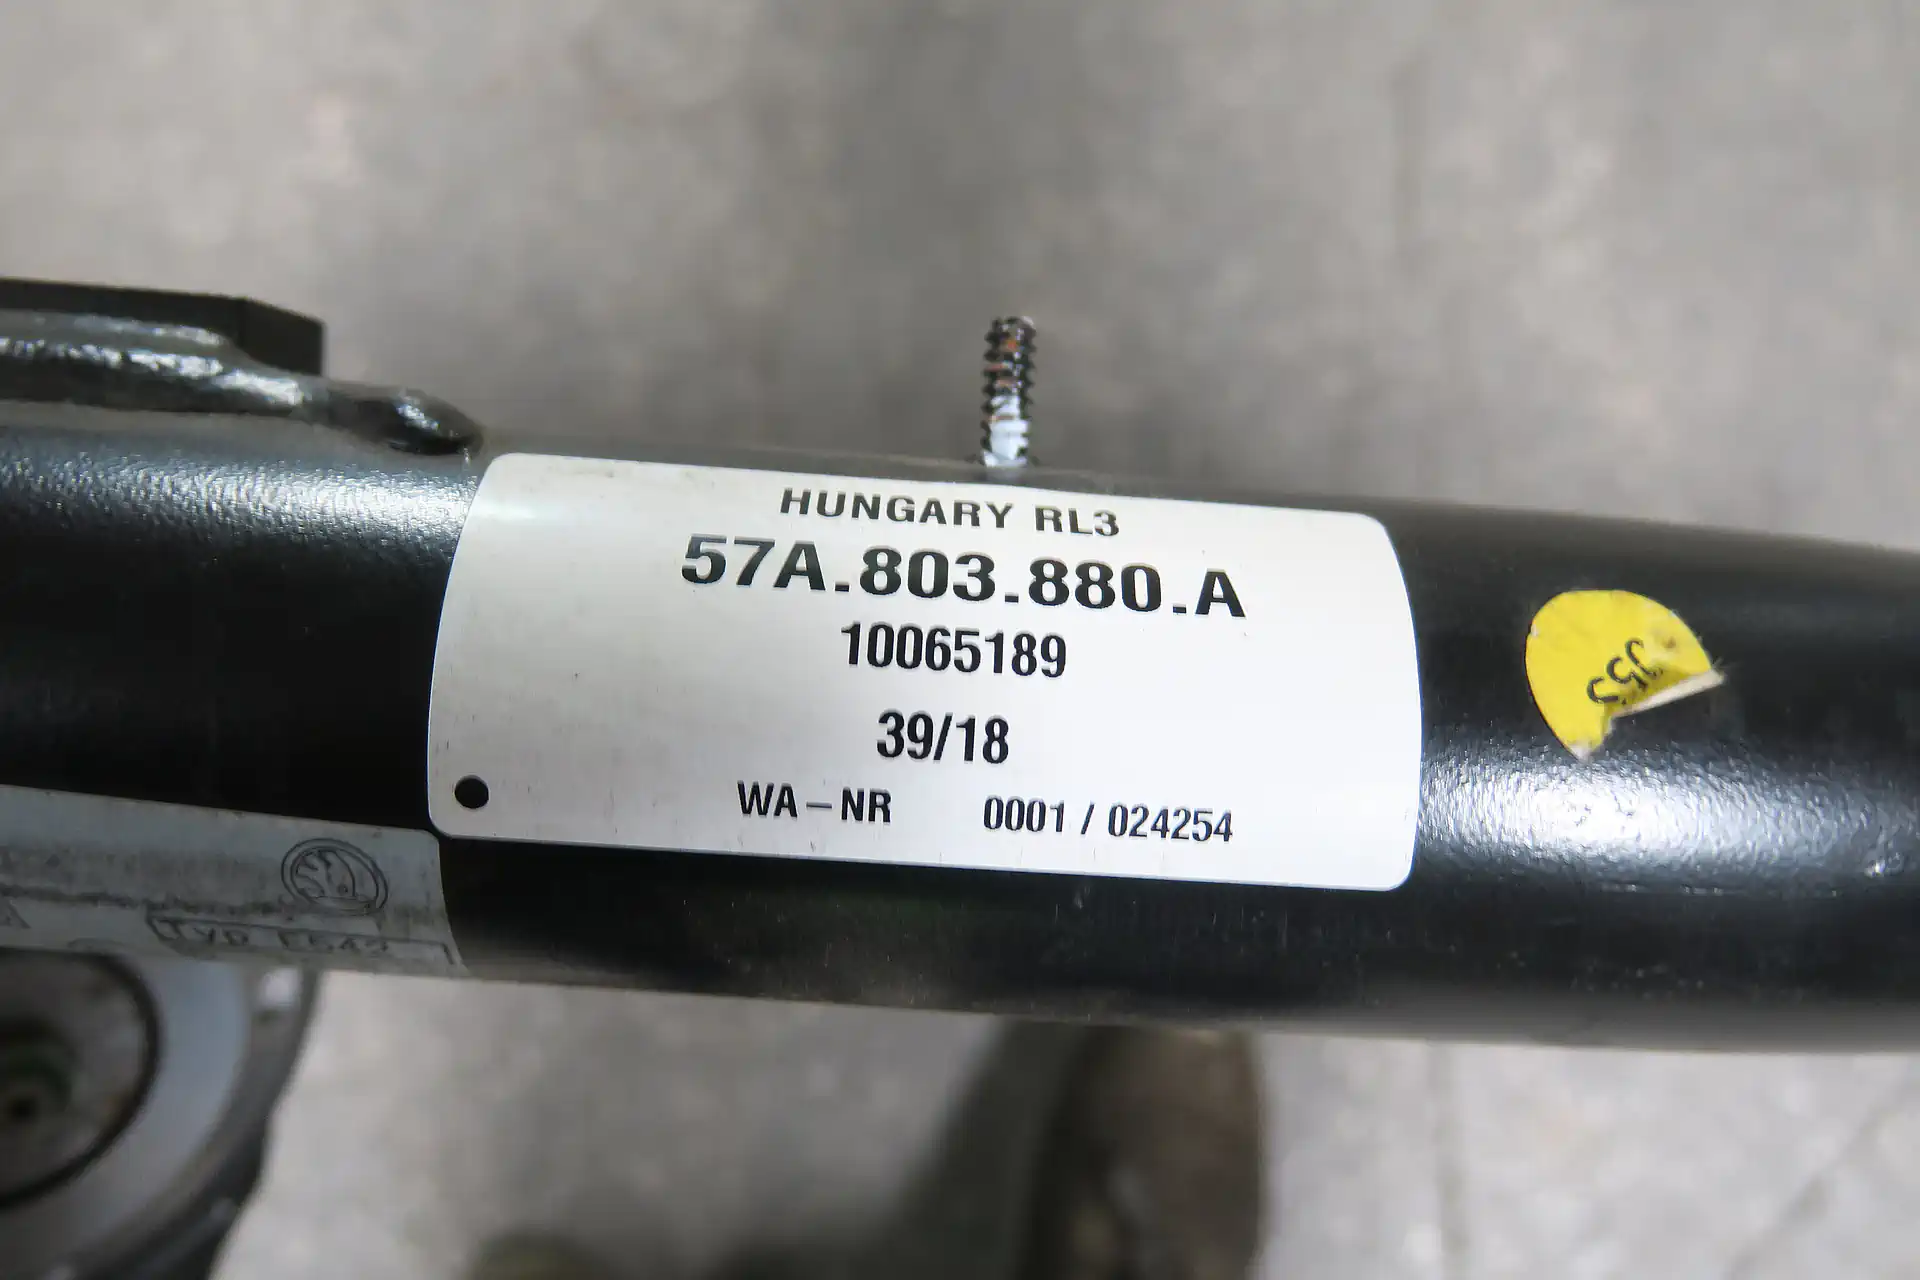 HUNGARY RL3
57A.803.880.A
10065189
39/18
WA-NR 0001 / 024254